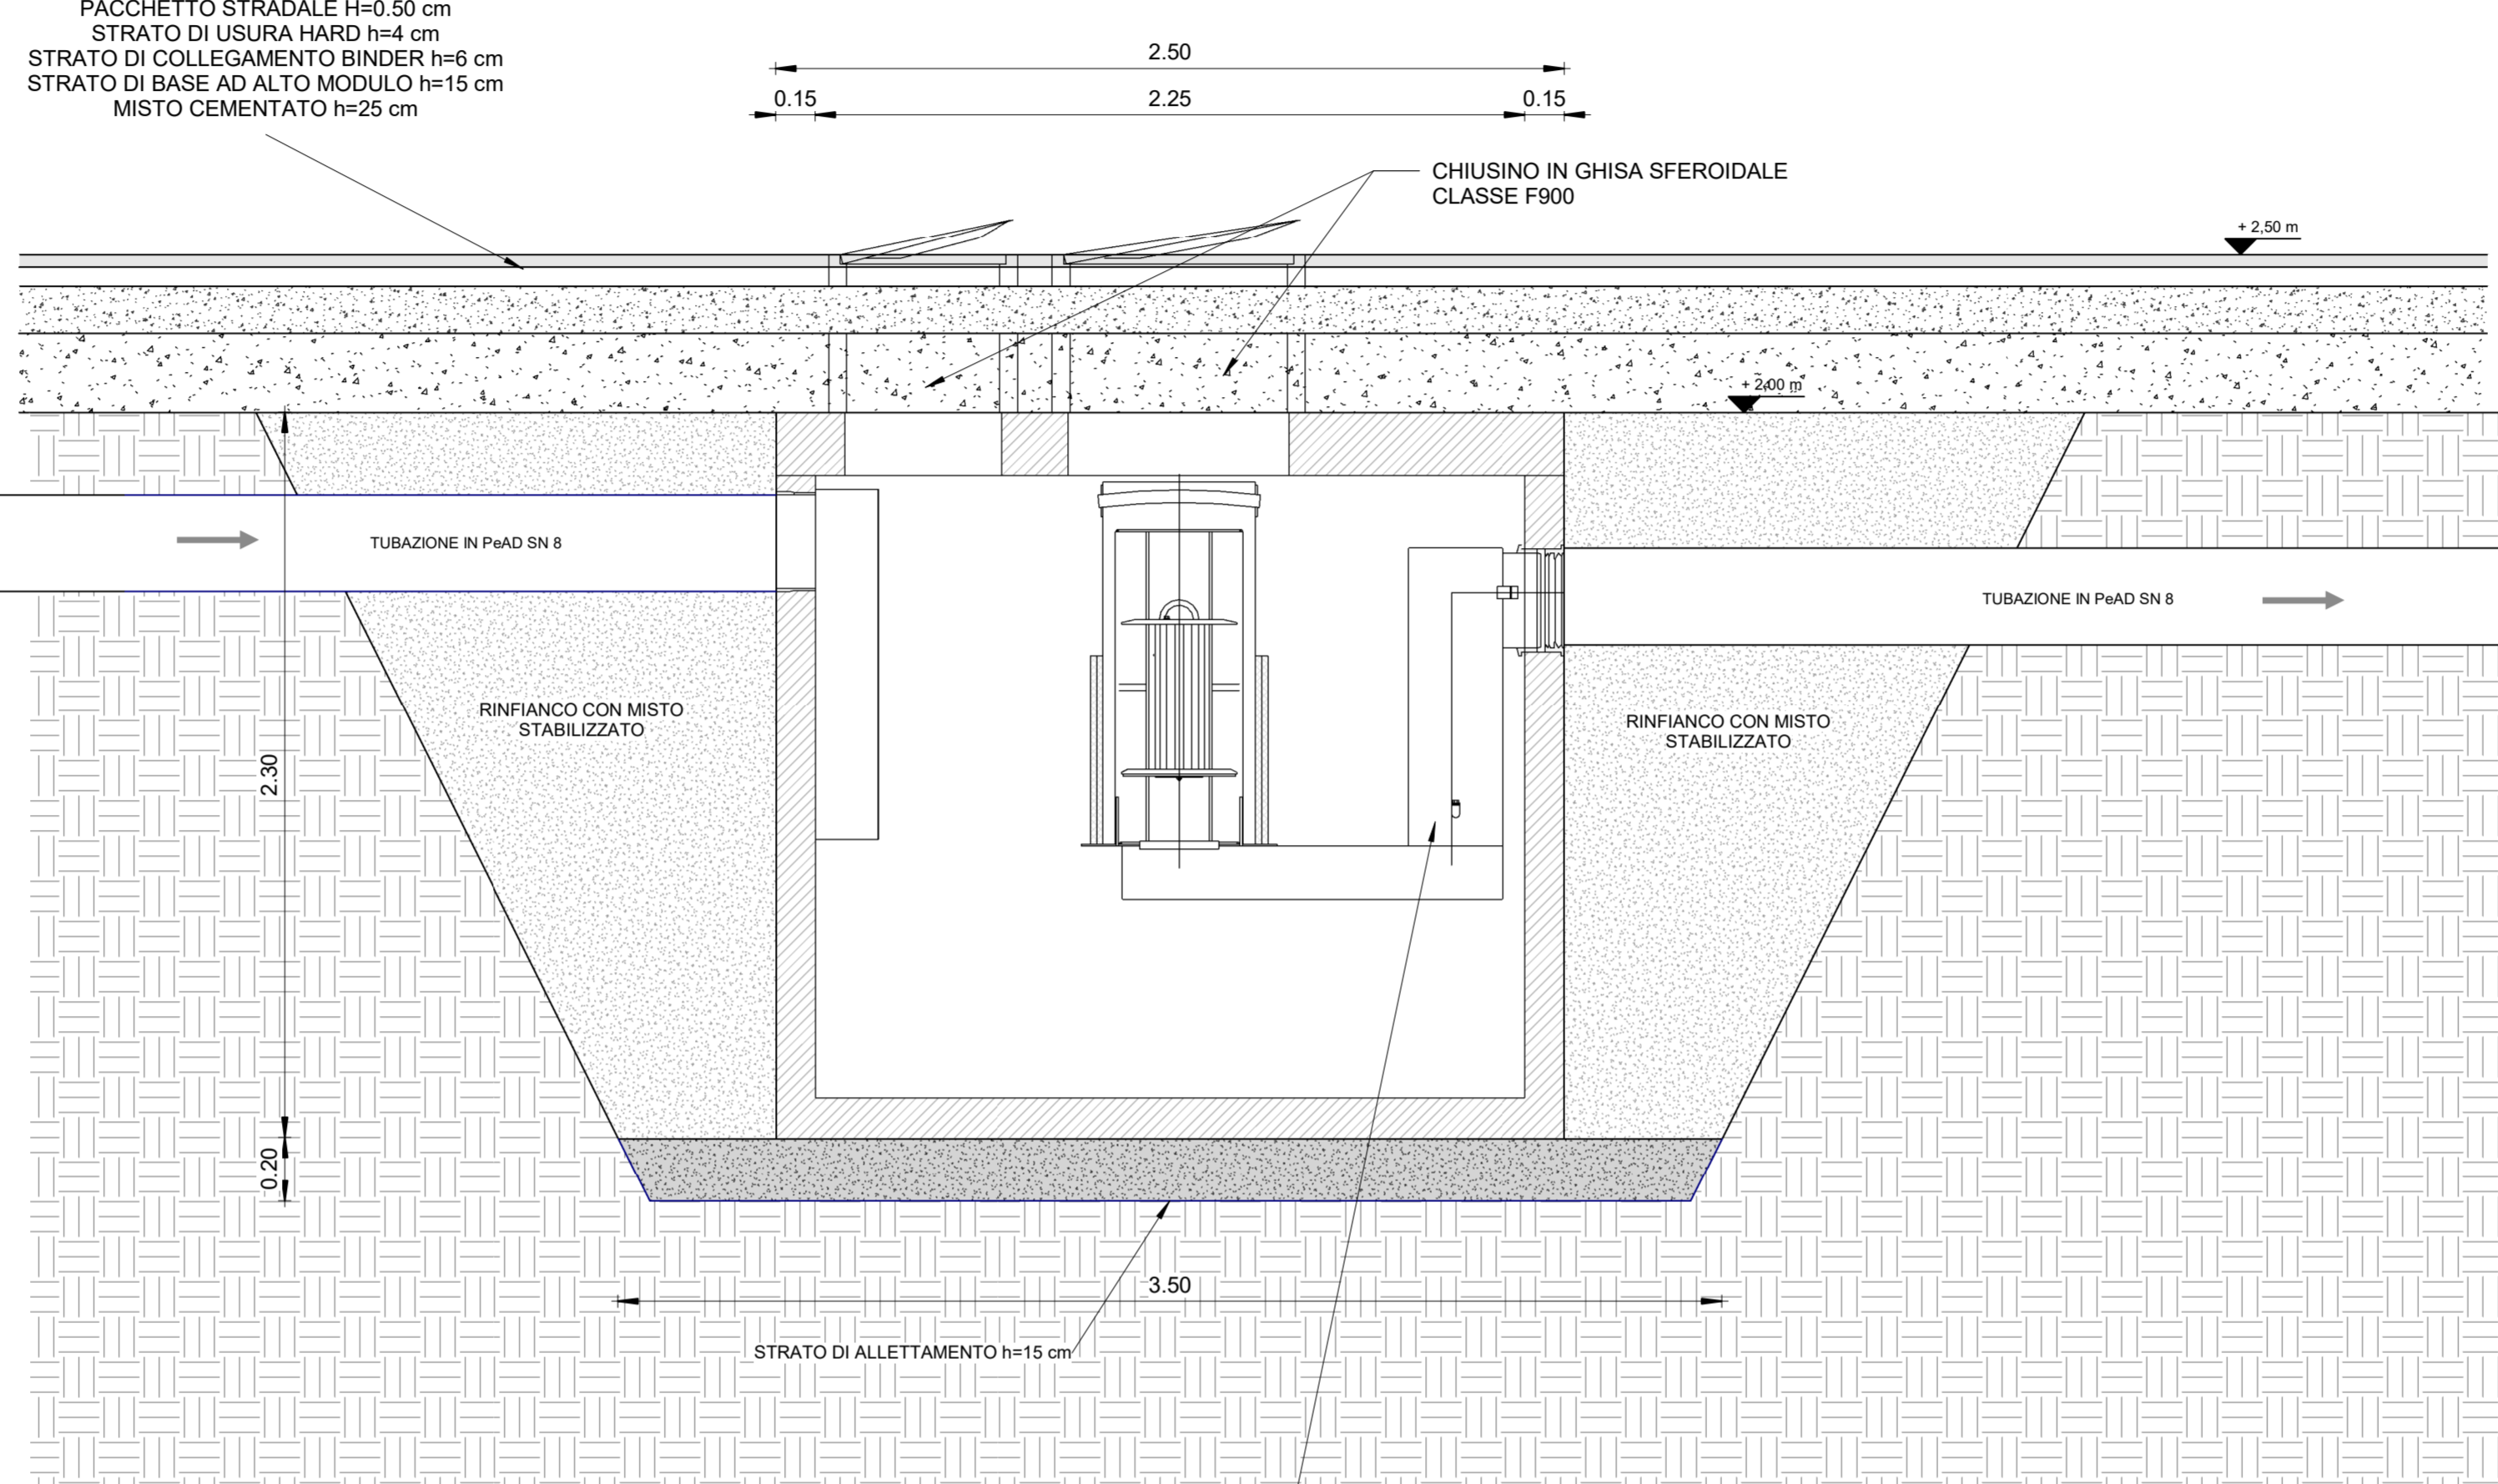 PACCHETTO STRADALE H=0.50 cm
STRATO DI USURA HARD h=4 cm
STRATO DI COLLEGAMENTO BINDER h=6 cm
STRATO DI BASE AD ALTO MODULO h=15 cm
MISTO CEMENTATO h=25 cm
2.50
0.15
2.25
0.15
CHIUSINO IN GHISA SFEROIDALE
CLASSE F900
+ 2,50 m
+ 2,00 m
TUBAZIONE IN PeAD SN 8
TUBAZIONE IN PeAD SN 8
RINFIANCO CON MISTO
STABILIZZATO
RINFIANCO CON MISTO
STABILIZZATO
2.30
0.20
3.50
STRATO DI ALLETTAMENTO h=15 cm